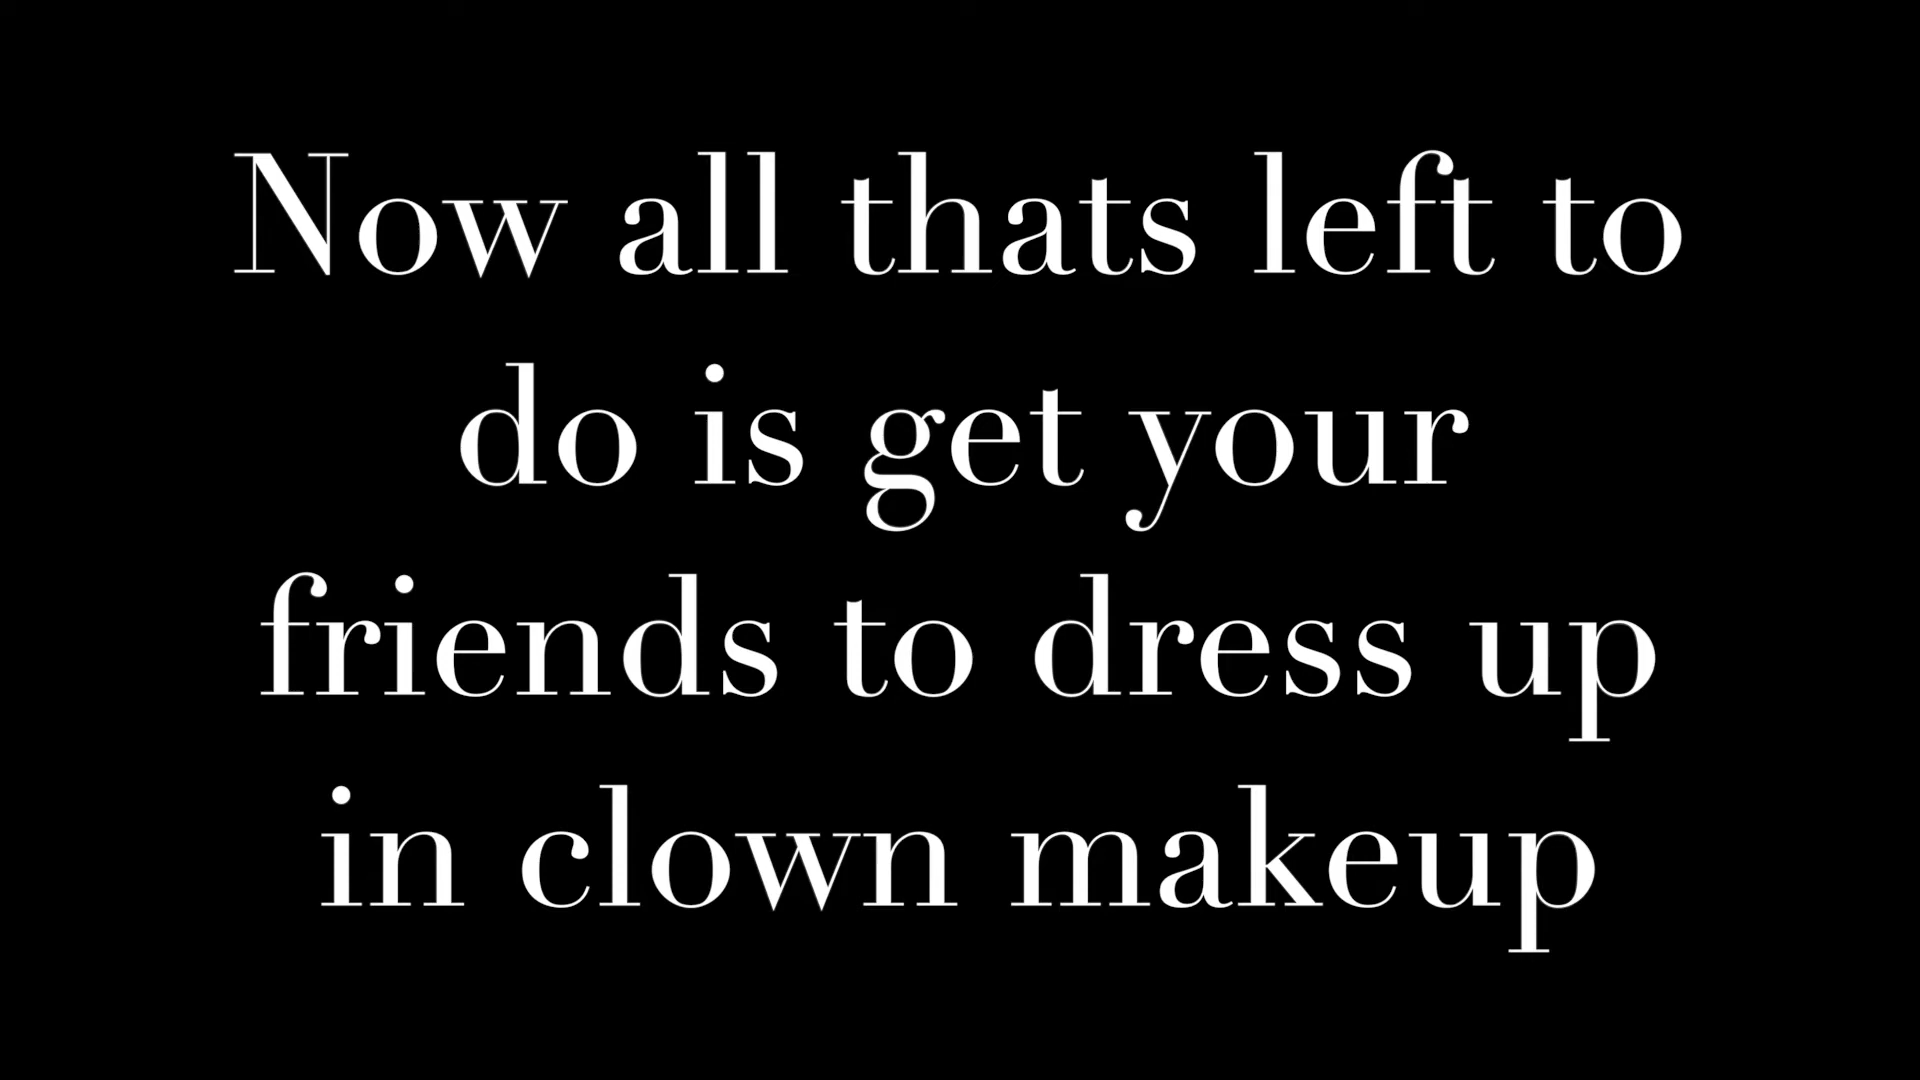 Now all thats left to
do is get your
friends to dress up
in clown makeup